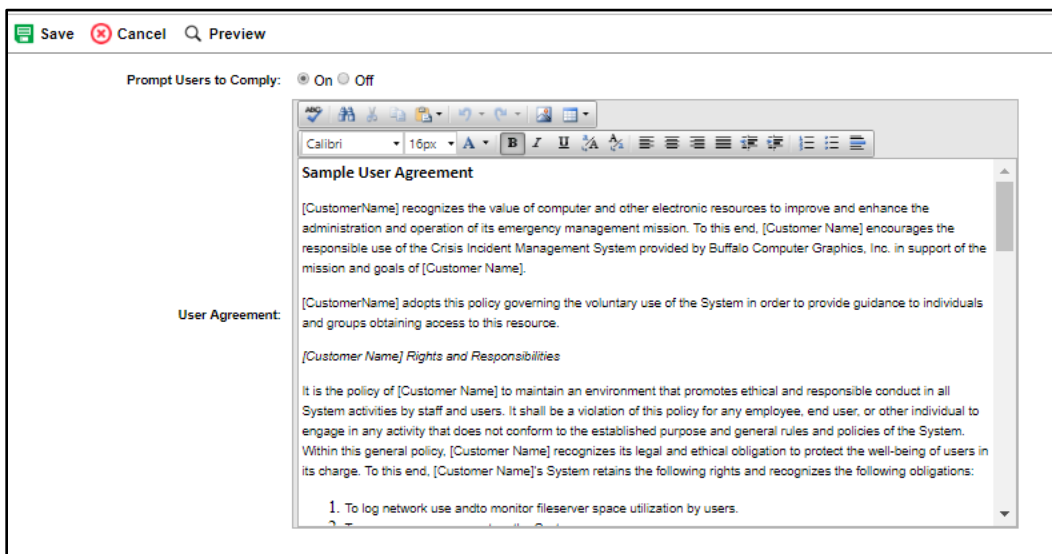 Save Cancel Preview
Prompt Users to Comply: On Off
ABC
Calibri 16px A B I U
Sample User Agreement
[CustomerName] recognizes the value of computer and other electronic resources to improve and enhance the
administration and operation of its emergency management mission. To this end, [Customer Name] encourages the
responsible use of the Crisis Incident Management System provided by Buffalo Computer Graphics, Inc. in support of the
mission and goals of [Customer Name].
[CustomerName] adopts this policy governing the voluntary use of the System in order to provide guidance to individuals
User Agreement:
and groups obtaining access to this resource.
[Customer Name] Rights and Responsibilities
It is the policy of [Customer Name] to maintain an environment that promotes ethical and responsible conduct in all
System activities by staff and users. It shall be a violation of this policy for any employee, end user, or other individual to
engage in any activity that does not conform to the established purpose and general rules and policies of the System.
Within this general policy, [Customer Name] recognizes its legal and ethical obligation to protect the well-being of users in
its charge. To this end, [Customer Name]'s System retains the following rights and recognizes the following obligations:
1. To log network use andto monitor fileserver space utilization by users.